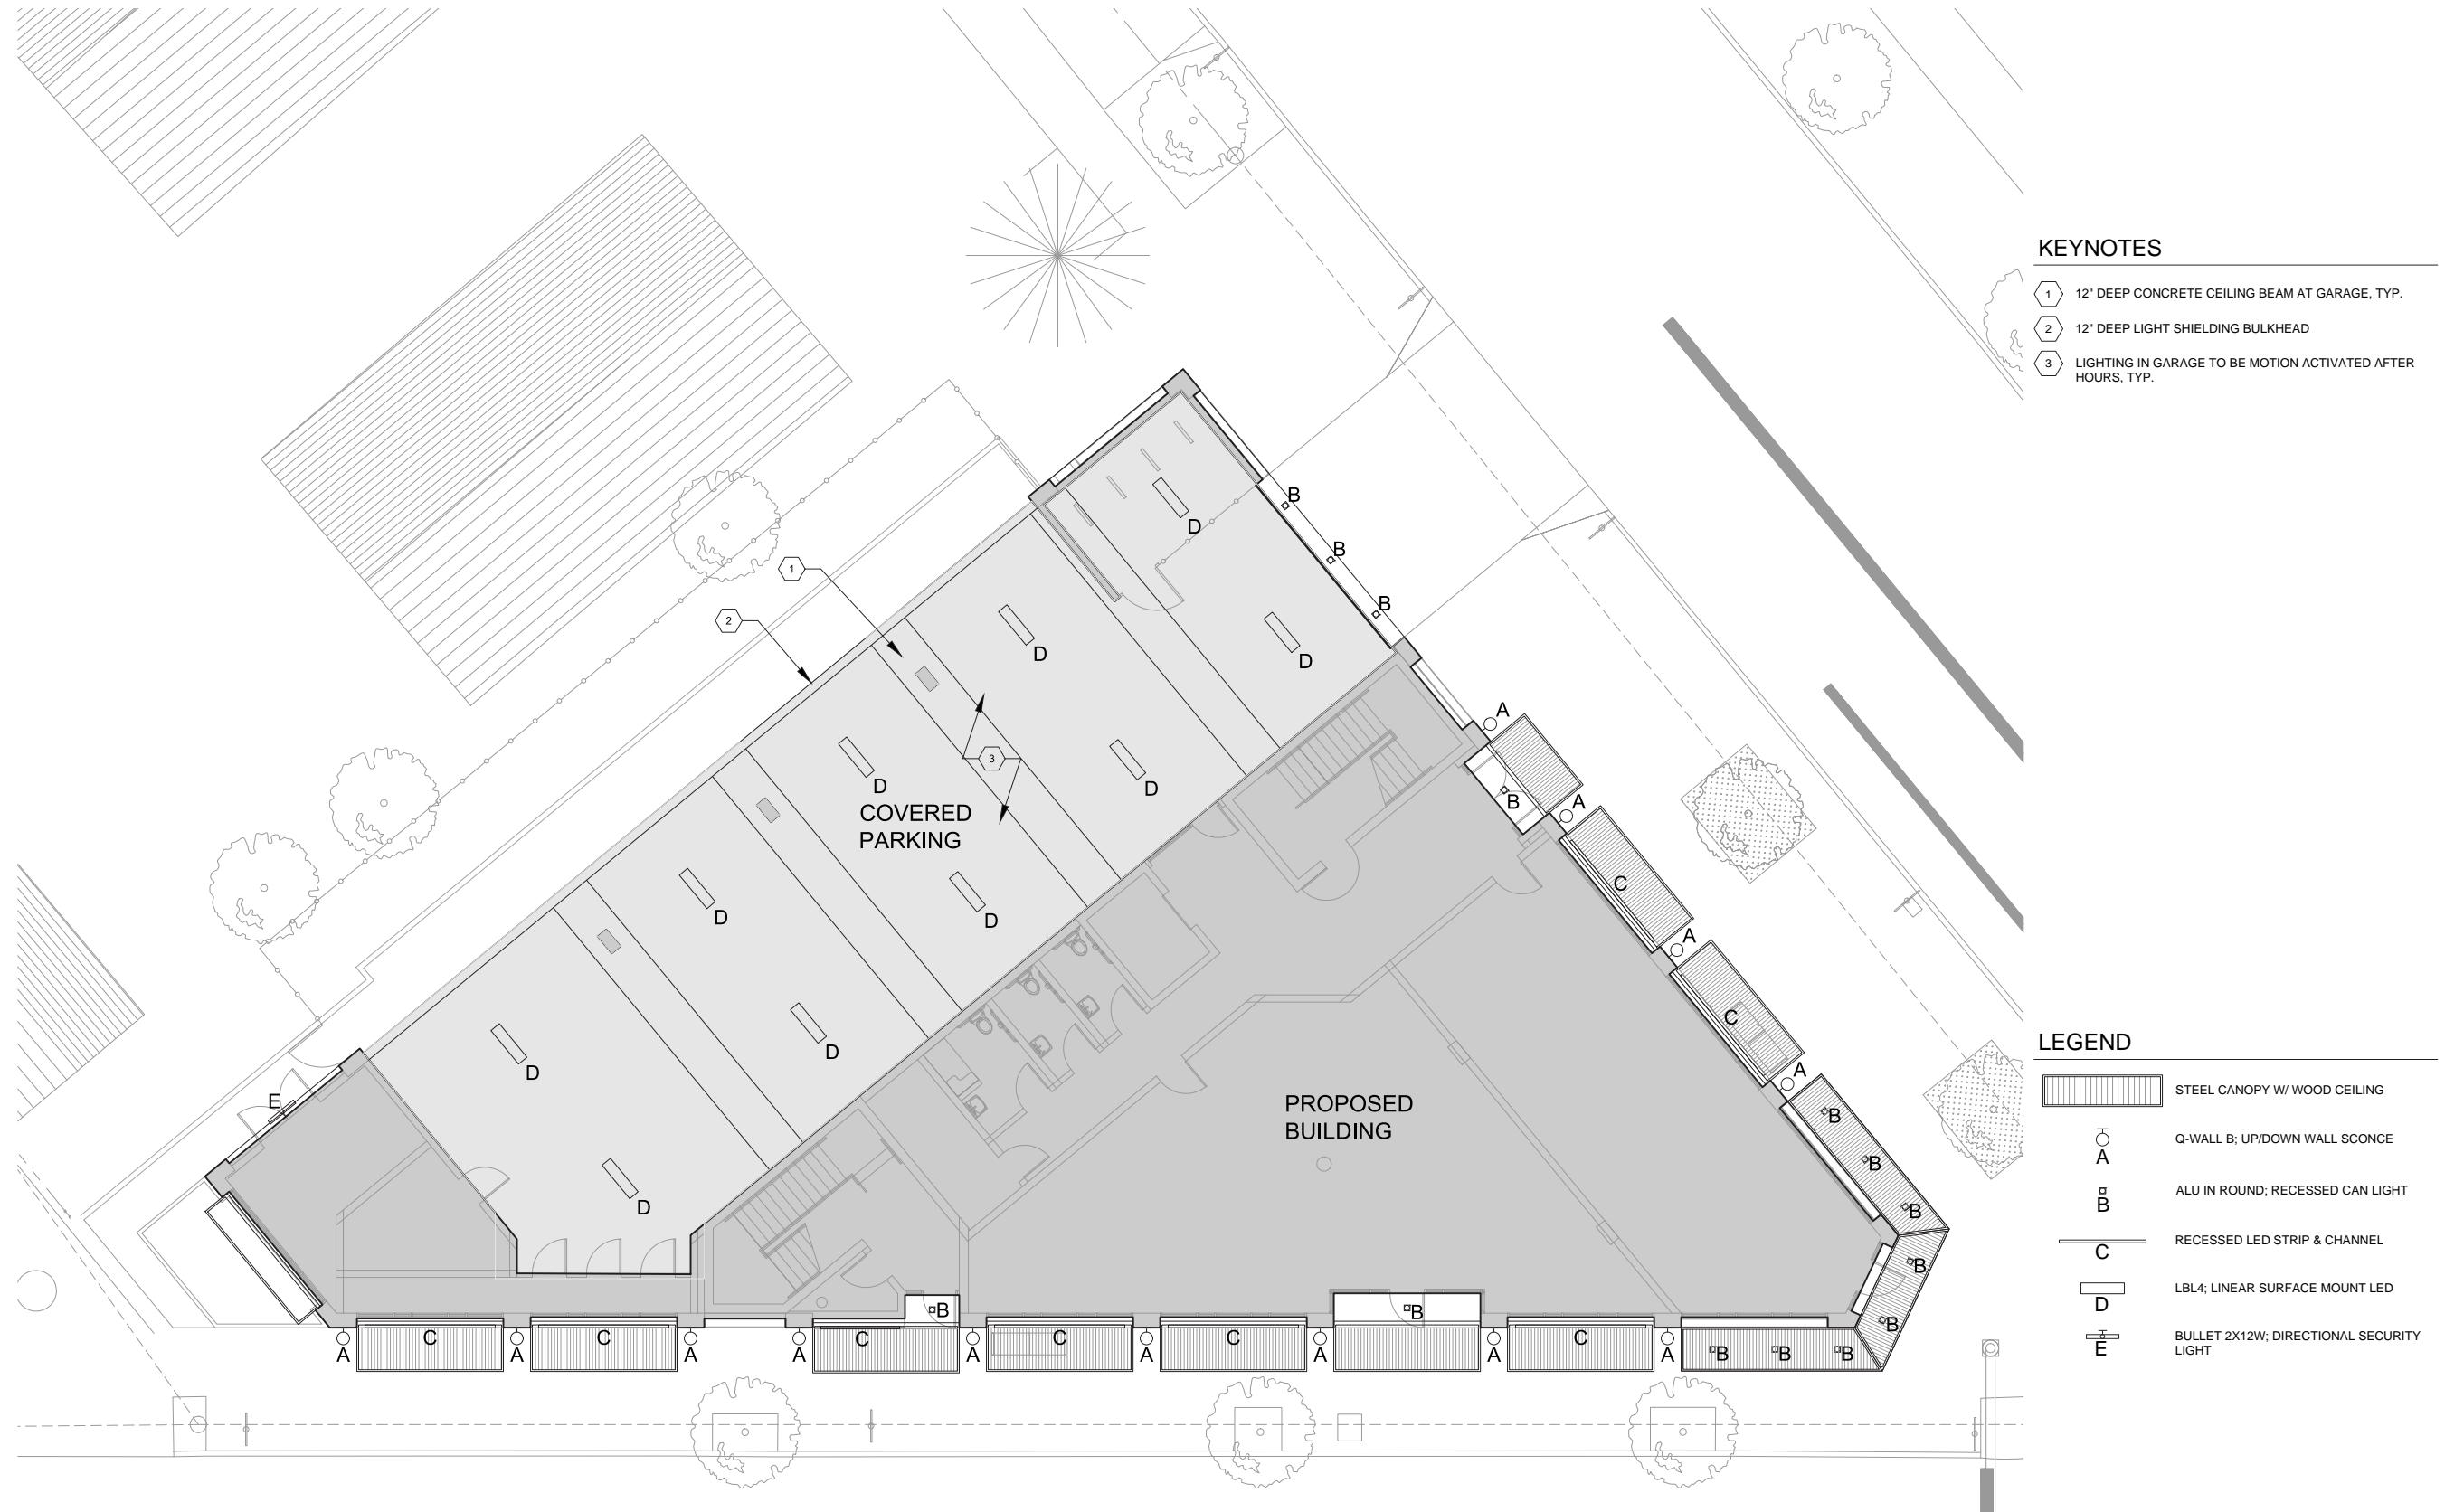 KEYNOTES
1 12" DEEP CONCRETE CEILING BEAM AT GARAGE, TYP.
2 12" DEEP LIGHT SHIELDING BULKHEAD
3 LIGHTING IN GARAGE TO BE MOTION ACTIVATED AFTER
HOURS, TYP.
B
D
B
1
B
2
D
D
A
3
D
D
B
A
COVERED
PARKING
C
D
D
A
C
D
D
A
E
PROPOSED
BUILDING
B
B
D
B
B
B
B
B
C
C
C
C
C
C
A
A
A
A
A
A
A
A
A
B
B
B
LEGEND
STEEL CANOPY W/ WOOD CEILING
A
Q-WALL B; UP/DOWN WALL SCONCE
B
ALU IN ROUND; RECESSED CAN LIGHT
C
RECESSED LED STRIP & CHANNEL
D
LBL4; LINEAR SURFACE MOUNT LED
E
BULLET 2X12W; DIRECTIONAL SECURITY
LIGHT